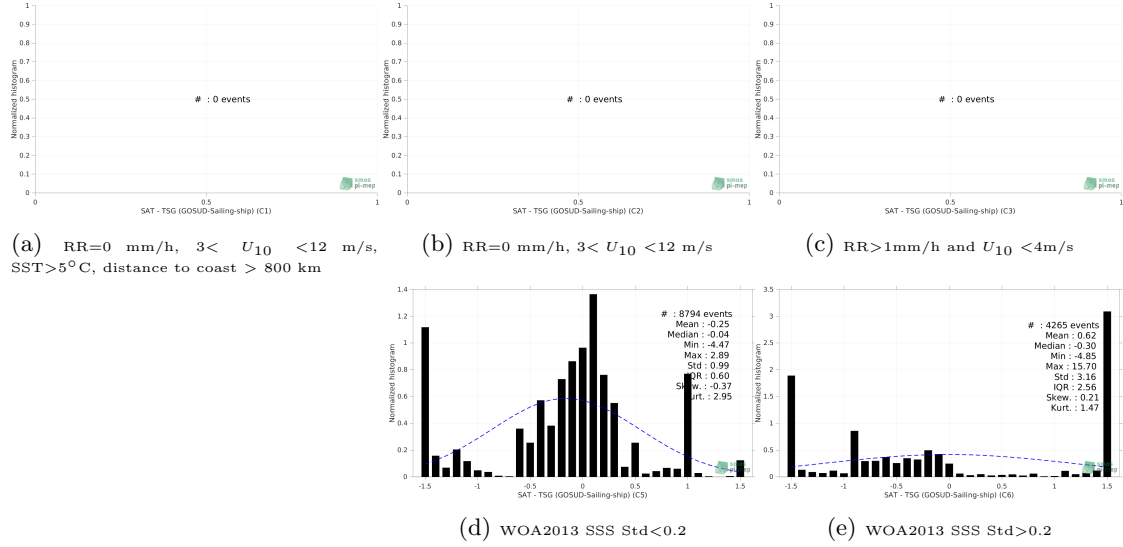 1
0.9
0.8
0.7
0.6
0.5
0.4
0.3
0.2
0.1
0
Normalized histogram
# : 0 events
smos
pi-mep
0 0.5 1
SAT - TSG (GOSUD-Sailing-ship) (C1)
(a) RR=0 mm/h, 3< U10 <12 m/s,
SST>5°C, distance to coast > 800 km
1
0.9
0.8
0.7
0.6
0.5
0.4
0.3
0.2
0.1
0
Normalized histogram
# : 0 events
smos
pi-mep
0 0.5 1
SAT - TSG (GOSUD-Sailing-ship) (C2)
(b) RR=0 mm/h, 3< U10 <12 m/s
1
0.9
0.8
0.7
0.6
0.5
0.4
0.3
0.2
0.1
0
Normalized histogram
# : 0 events
smos
pi-mep
0 0.5 1
SAT - TSG (GOSUD-Sailing-ship) (C3)
(c) RR>1mm/h and U10 <4m/s
1.4
1.2
1
0.8
0.6
0.4
0.2
0
Normalized histogram
# : 8794 events
Mean : -0.25
Median : -0.04
Min : -4.47
Max : 2.89
Std : 0.99
IQR : 0.60
Skew. : -0.37
Kurt. : 2.95
smos
pi-mep
-1.5 -1 -0.5 0 0.5 1 1.5
SAT - TSG (GOSUD-Sailing-ship) (C5)
(d) WOA2013 SSS Std<0.2
3.5
3
2.5
2
1.5
1
0.5
0
Normalized histogram
# : 4265 events
Mean : 0.62
Median : -0.30
Min : -4.85
Max : 15.70
Std : 3.16
IQR : 2.56
Skew. : 0.21
Kurt. : 1.47
smos
pi-mep
-1.5 -1 -0.5 0 0.5 1 1.5
SAT - TSG (GOSUD-Sailing-ship) (C6)
(e) WOA2013 SSS Std>0.2